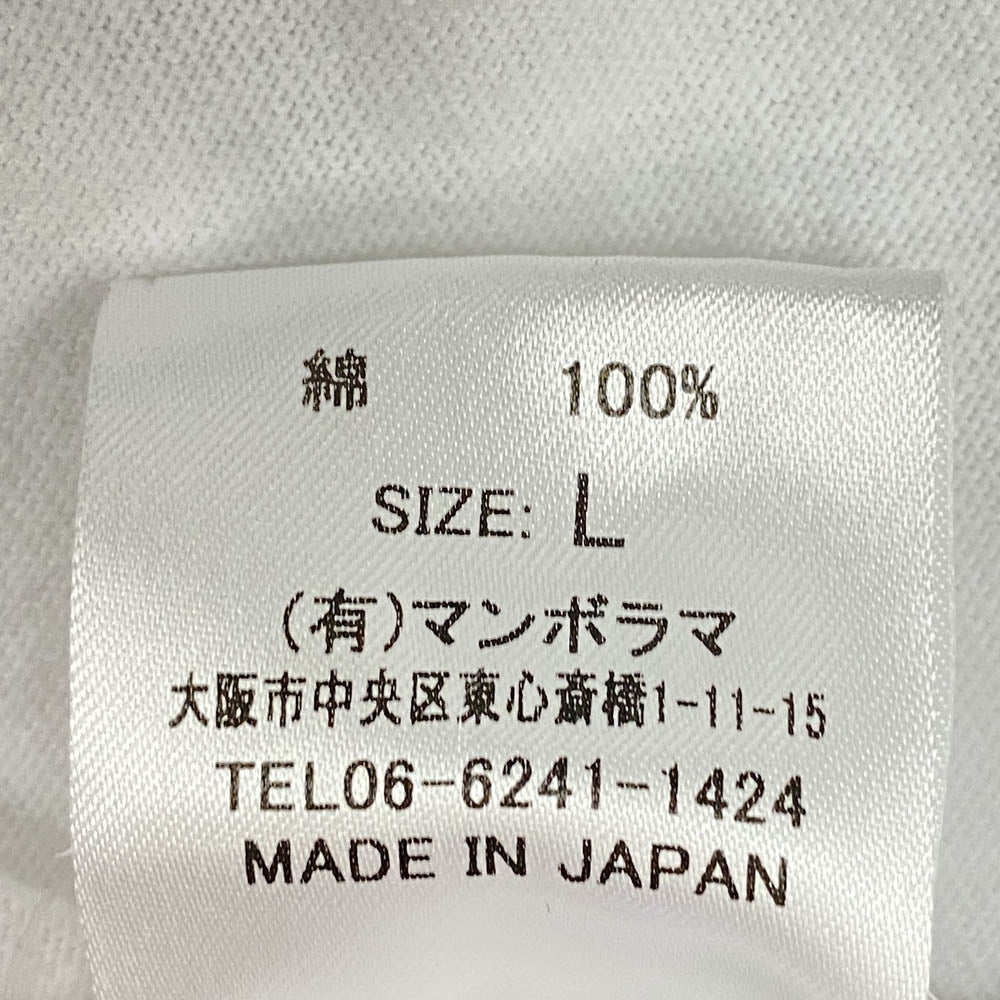 綿 100%
SIZE: L
(有)マンボラマ
大阪市中央区東心斎橋1-11-15
TEL06-6241-1424
MADE IN JAPAN